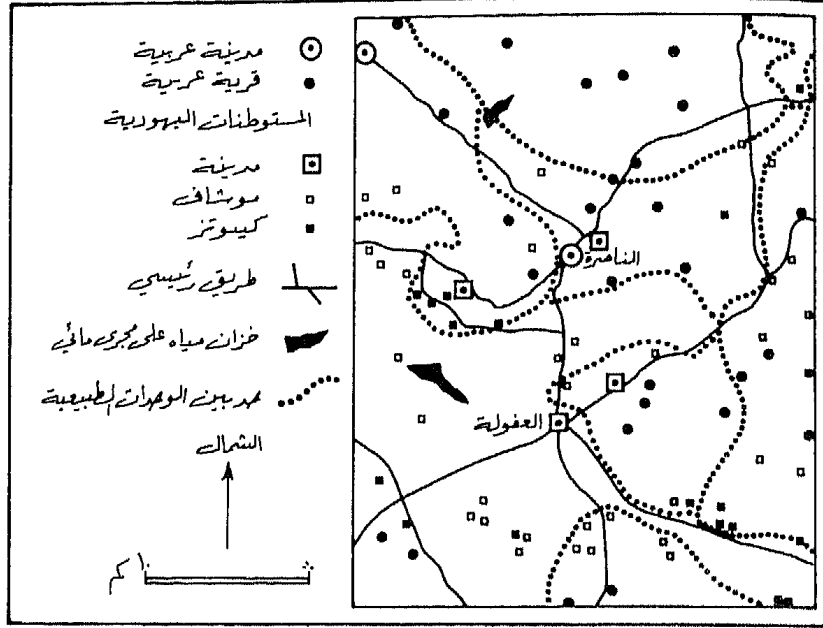 مدينة عربية
قرية عربية
المستوطنات اليهودية
مدينة
موشاف
كيبوتز
طريق رئيسي
خزان مياه على مجرى مائي
حد بين الوحدات الطبيعية
الشمال
١٠ كم
الناصرة
العفولة